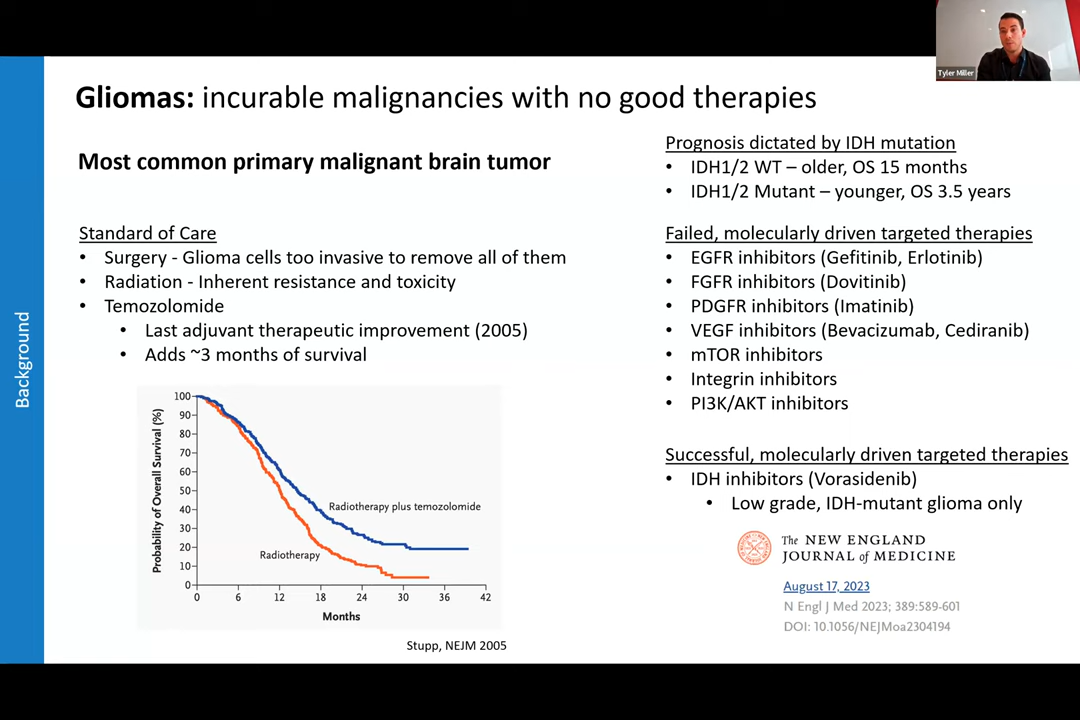 Tyler Miller
Gliomas: incurable malignancies with no good therapies
Most common primary malignant brain tumor
Standard of Care
• Surgery - Glioma cells too invasive to remove all of them
• Radiation - Inherent resistance and toxicity
• Temozolomide
• Last adjuvant therapeutic improvement (2005)
• Adds ~3 months of survival
Probability of Overall Survival (%)
100
90
80
70
60
50
40
30
20
10
0
Radiotherapy plus temozolomide
Radiotherapy
0 6 12 18 24 30 36 42
Months
Stupp, NEJM 2005
Prognosis dictated by IDH mutation
• IDH1/2 WT – older, OS 15 months
• IDH1/2 Mutant – younger, OS 3.5 years
Failed, molecularly driven targeted therapies
• EGFR inhibitors (Gefitinib, Erlotinib)
• FGFR inhibitors (Dovitinib)
• PDGFR inhibitors (Imatinib)
• VEGF inhibitors (Bevacizumab, Cediranib)
• mTOR inhibitors
• Integrin inhibitors
• PI3K/AKT inhibitors
Successful, molecularly driven targeted therapies
• IDH inhibitors (Vorasidenib)
• Low grade, IDH-mutant glioma only
The NEW ENGLAND
JOURNAL of MEDICINE
August 17, 2023
N Engl J Med 2023; 389:589-601
DOI: 10.1056/NEJMoa2304194
Background